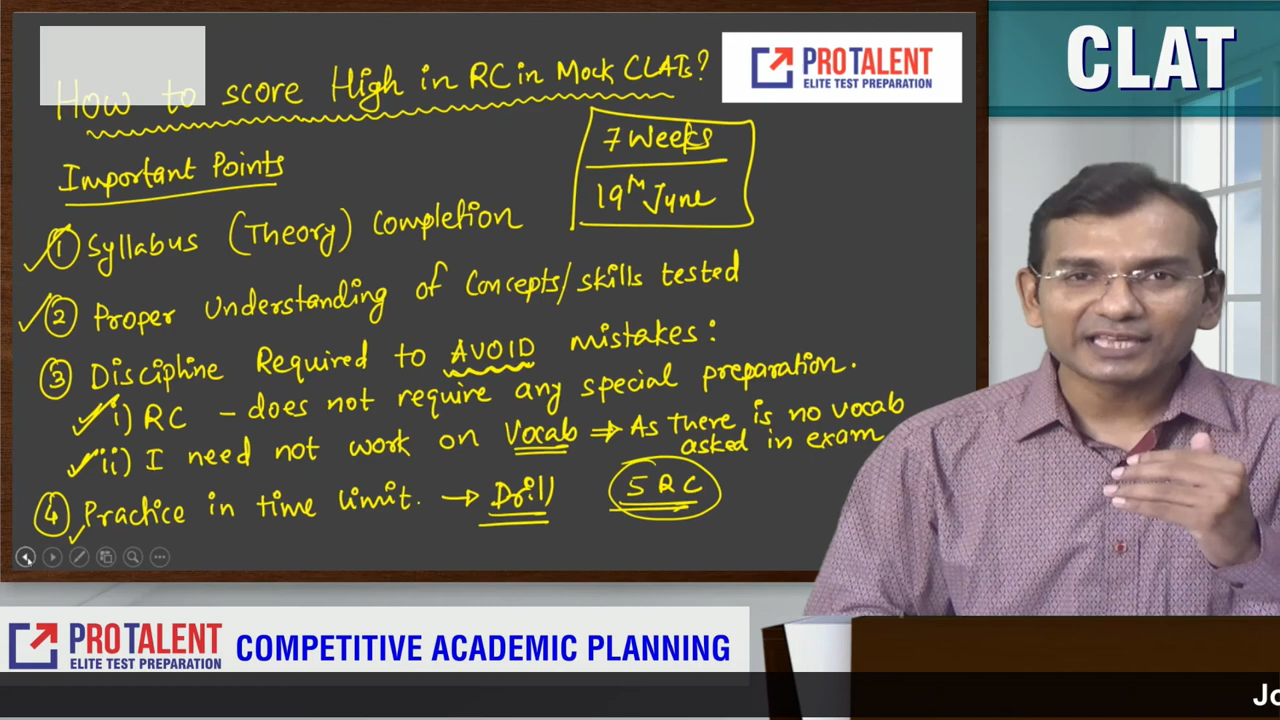 How to score High in RC in Mock CLATs?
PROTALENT
ELITE TEST PREPARATION
CLAT
7 Weeks
19th June
Important Points
① Syllabus (Theory) Completion
② Proper Understanding of Concepts/skills tested
③ Discipline Required to AVOID mistakes:
i) RC – does not require any special preparation.
ii) I need not work on Vocab ⇒ As there is no vocab
asked in exam
④ Practice in time limit. → Drill
5 RC
PROTALENT
ELITE TEST PREPARATION
COMPETITIVE ACADEMIC PLANNING
Jo